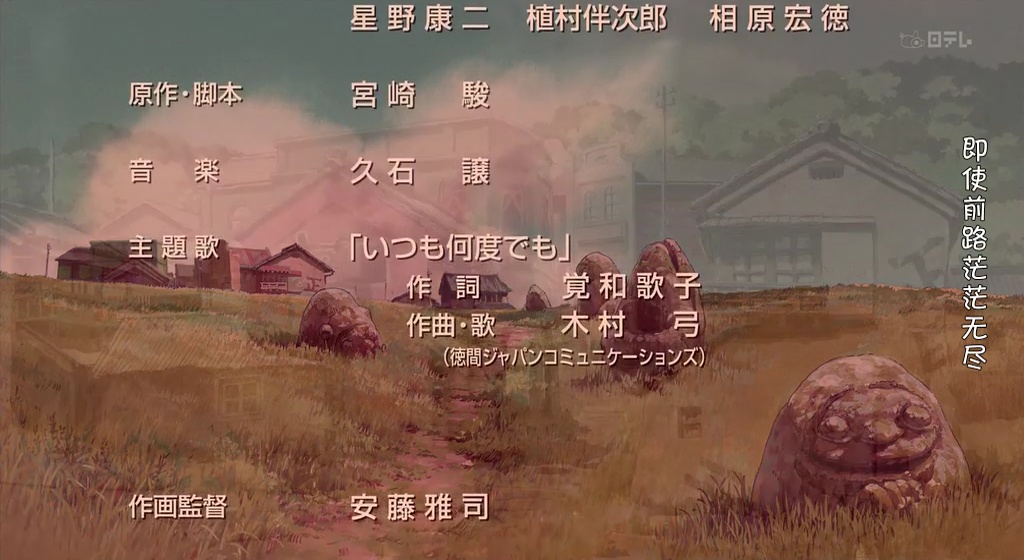 星野康二 植村伴次郎 相原宏徳
日テレ
原作・脚本 宮崎 駿
音 楽 久石 譲
主題歌 「いつも何度でも」
作 詞 覚和歌子
作曲・歌 木村 弓
(徳間ジャパンコミュニケーションズ)
作画監督 安藤雅司
即使前路茫茫无尽